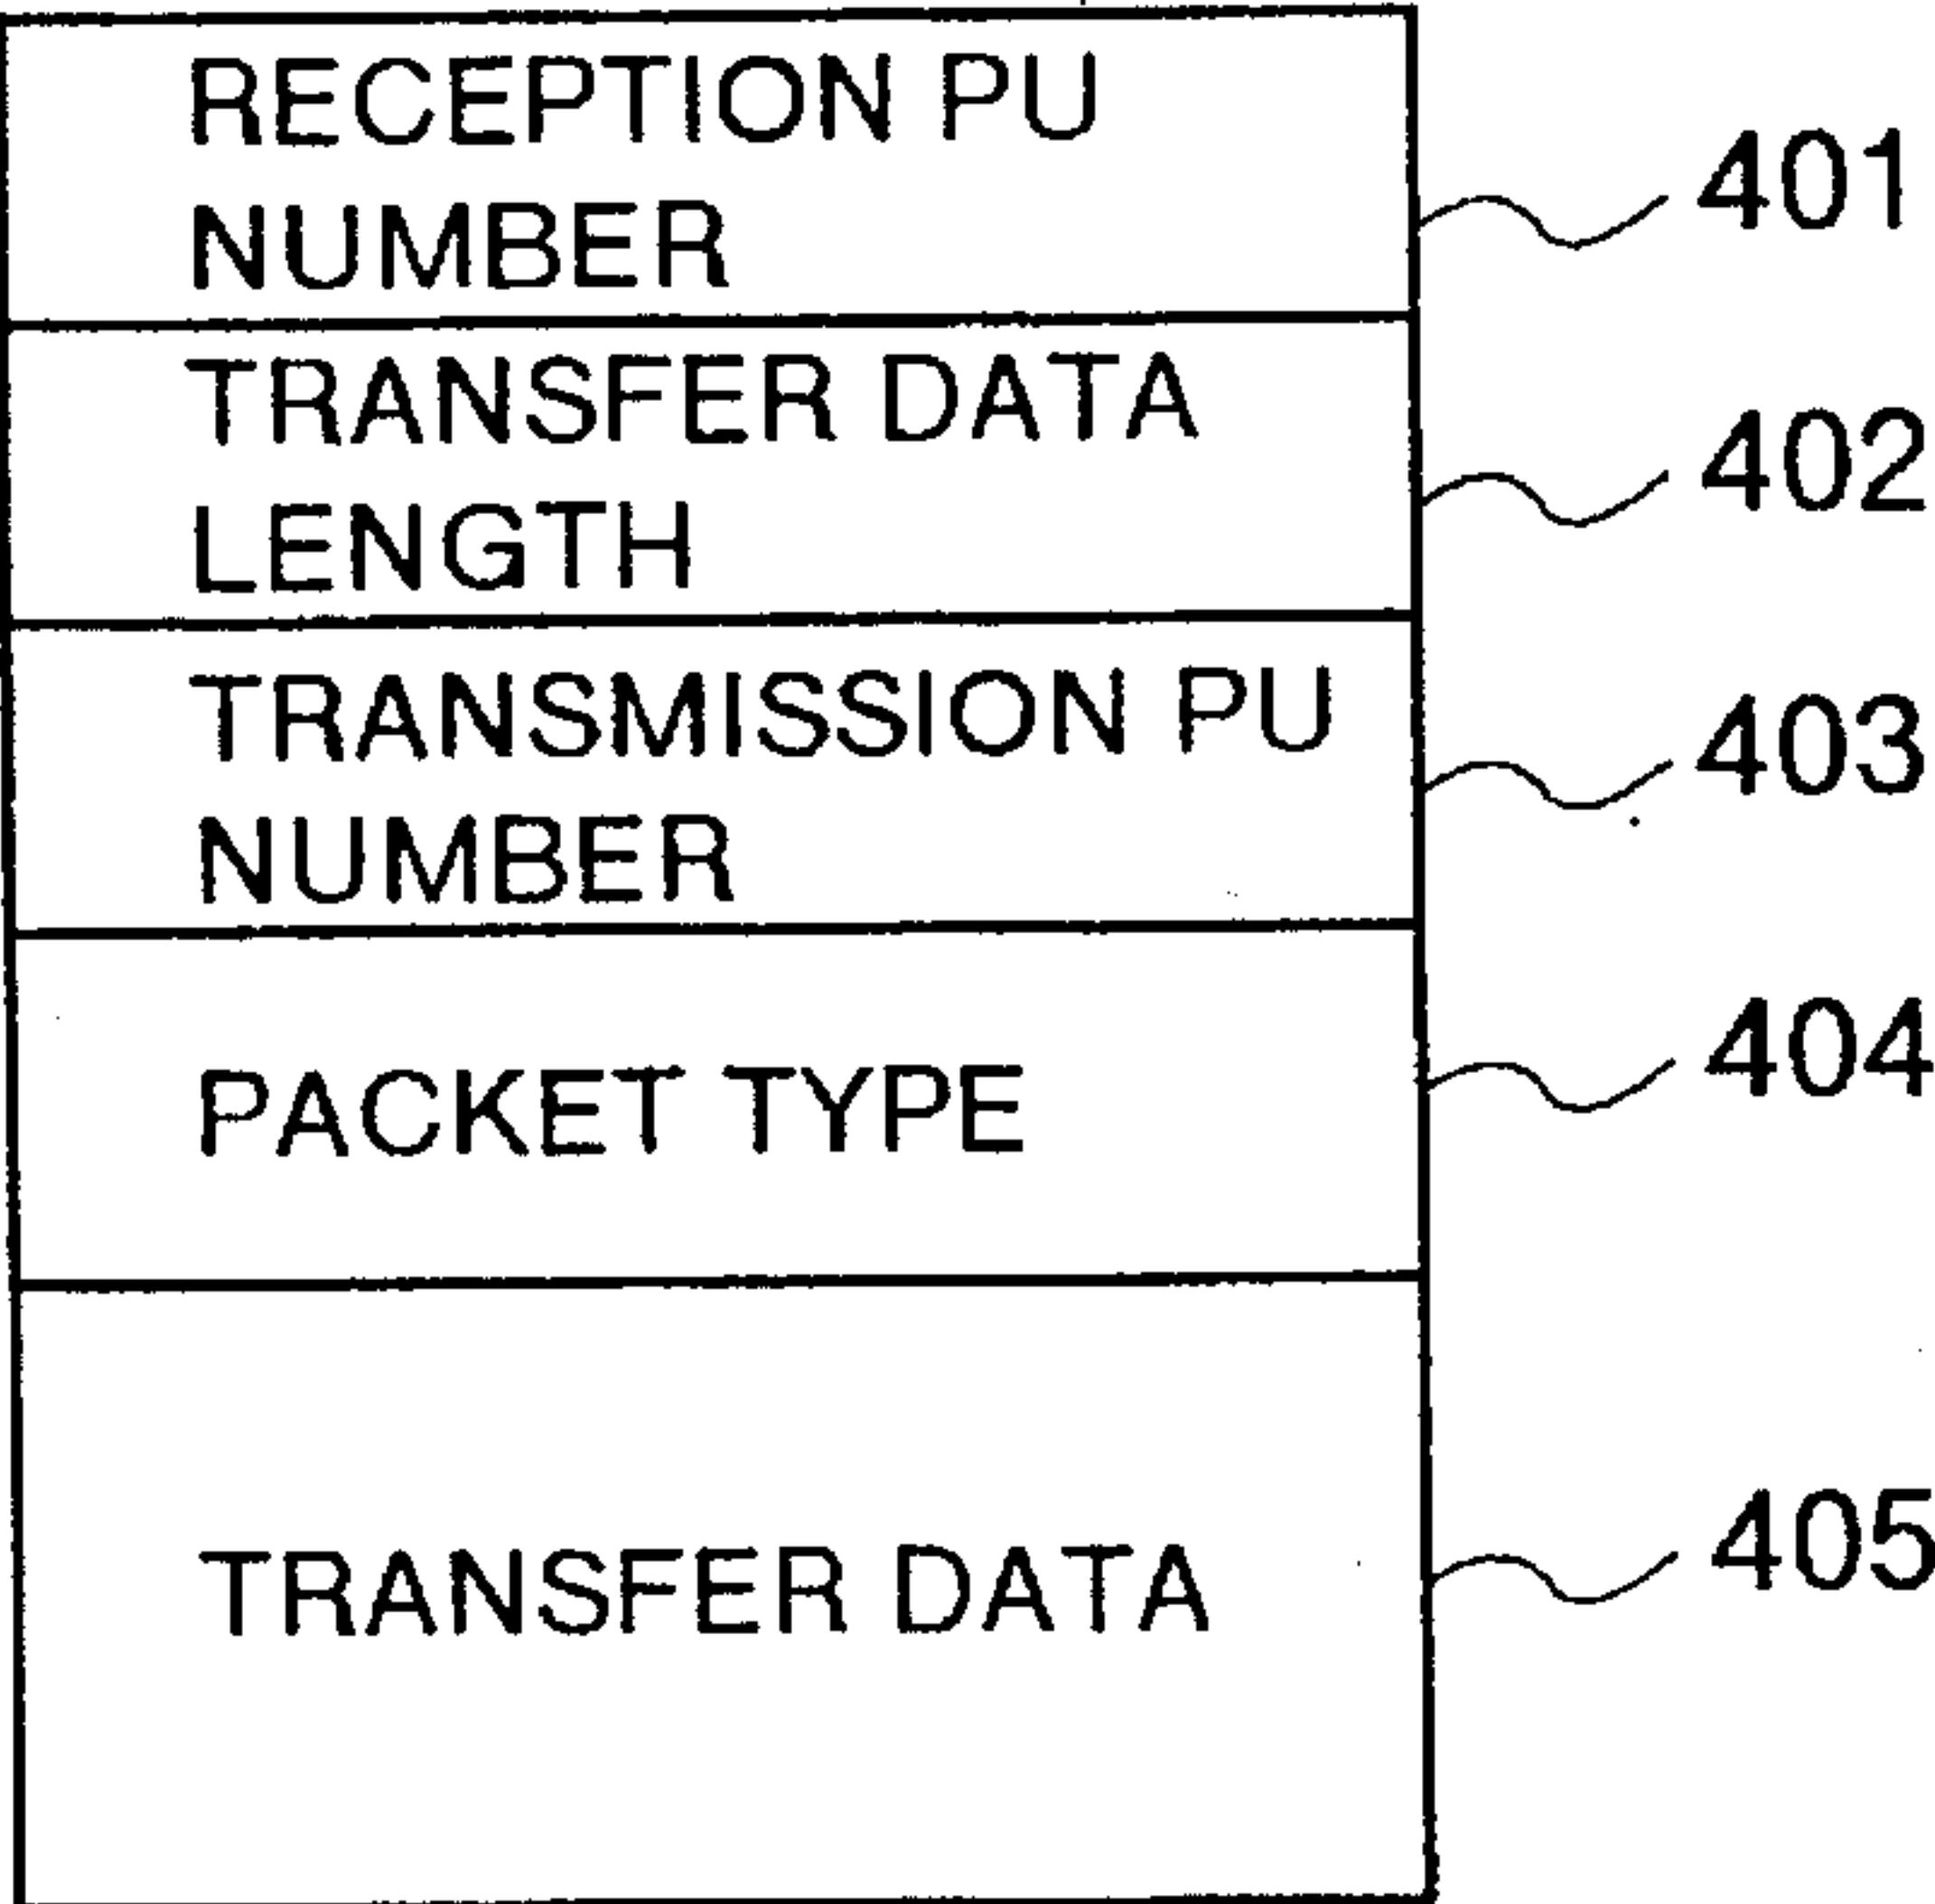 RECEPTION PU
NUMBER
401
TRANSFER DATA
LENGTH
402
TRANSMISSION PU
NUMBER
403
PACKET TYPE
404
TRANSFER DATA
405